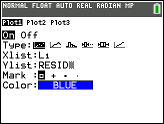 NORMAL FLOAT AUTO REAL RADIAN MP
Plot1 Plot2 Plot3
On Off
Type:
Xlist:L1
Ylist:RESID
Mark :
Color: BLUE